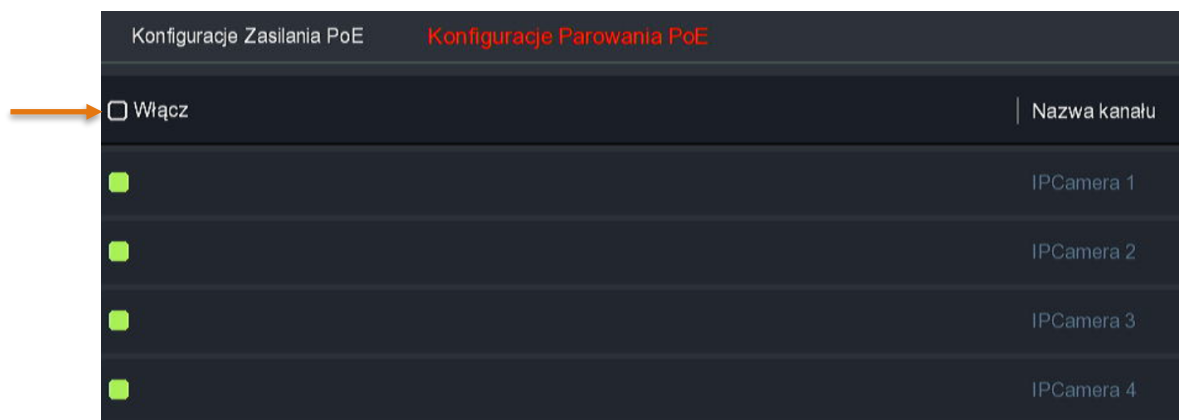 Konfiguracje Zasilania PoE Konfiguracje Parowania PoE
Włącz Nazwa kanału
IPCamera 1
IPCamera 2
IPCamera 3
IPCamera 4